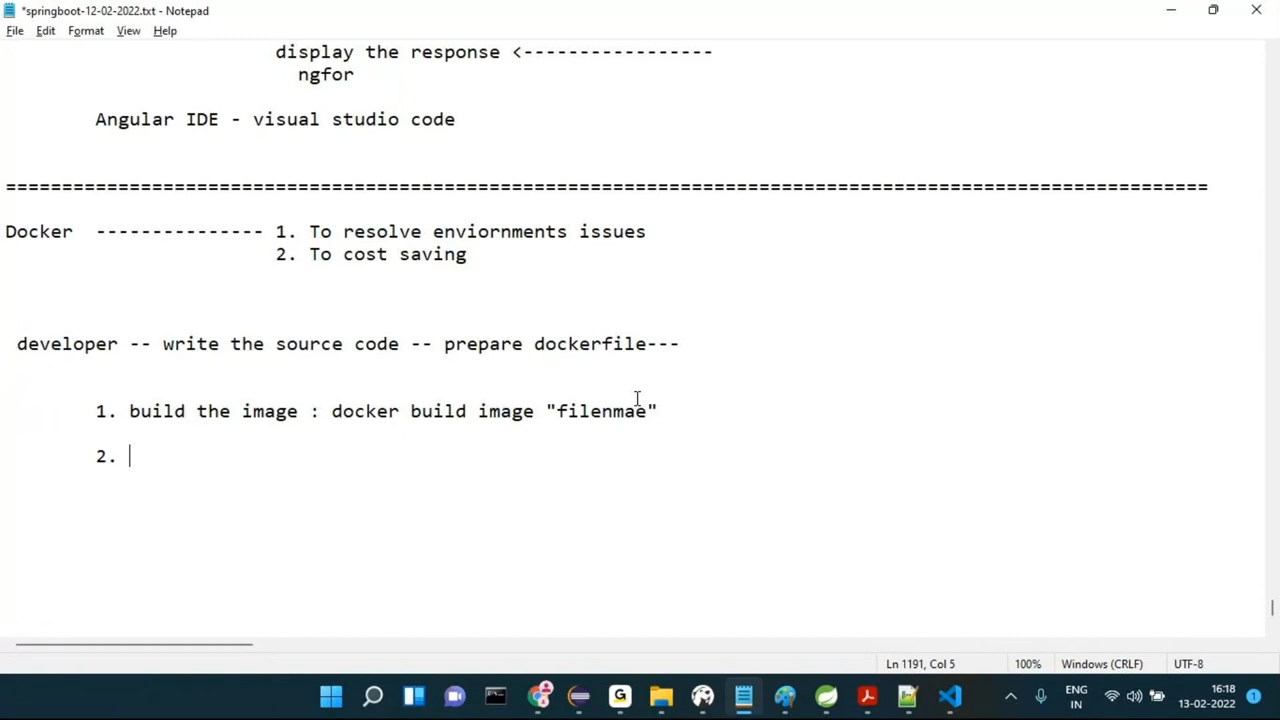 *springboot-12-02-2022.txt - Notepad
File Edit Format View Help
display the response <-----------------
ngfor
Angular IDE - visual studio code
===========================================================================================================
Docker --------------- 1. To resolve enviornments issues
2. To cost saving
developer -- write the source code -- prepare dockerfile---
1. build the image : docker build image "filenmae"
2.
Ln 1191, Col 5 100% Windows (CRLF) UTF-8
ENG 16:18
IN 13-02-2022 1